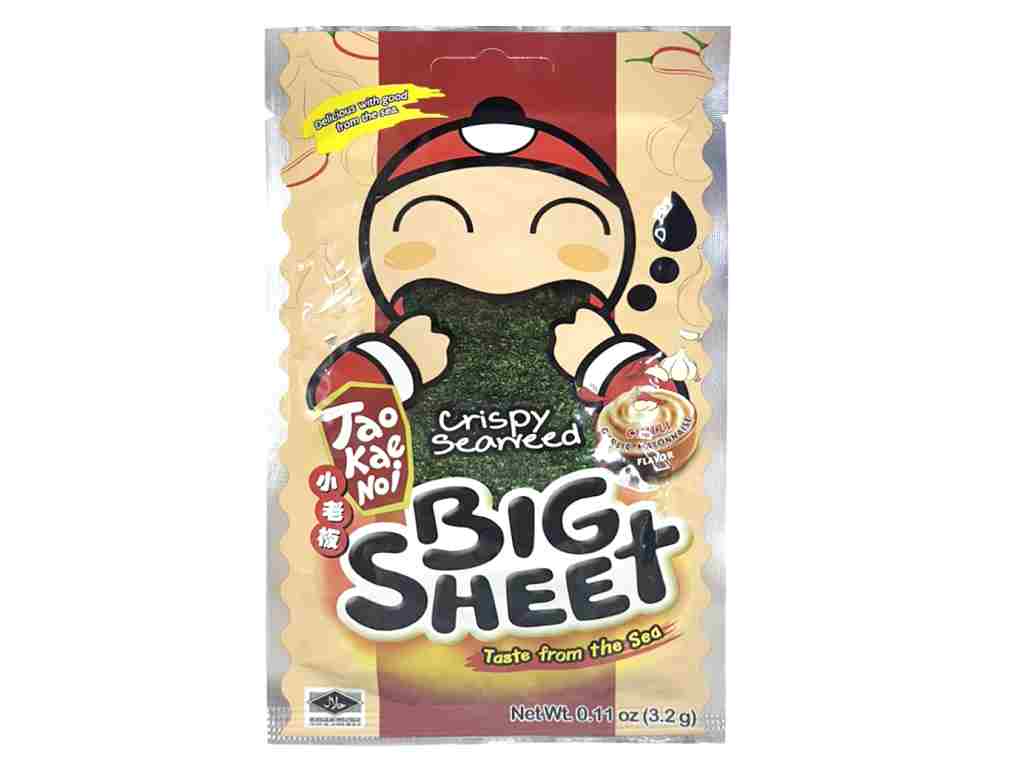 Delicious with good
from the sea.
Crispy
Seaweed
Tao
Kae
Noi
小老板
CHILI
FLAVOR
BIG
SHEET
Taste from the Sea
Net Wt. 0.11 oz (3.2 g)